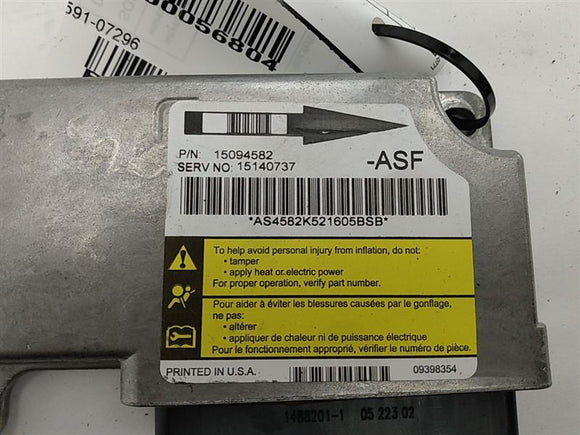 591-07296
P/N: 15094582
SERV NO: 15140737
-ASF
*AS4582K521605BSB*
To help avoid personal injury from inflation, do not:
• tamper
• apply heat or electric power
For proper operation, verify part number.
Pour aider à éviter les blessures causées par le gonflage,
ne pas:
• altérer
• appliquer de chaleur ni de puissance électrique
Pour le fonctionnement approprié, vérifier le numéro de pièce.
PRINTED IN U.S.A.
09398354
1488201-1 05 223 02